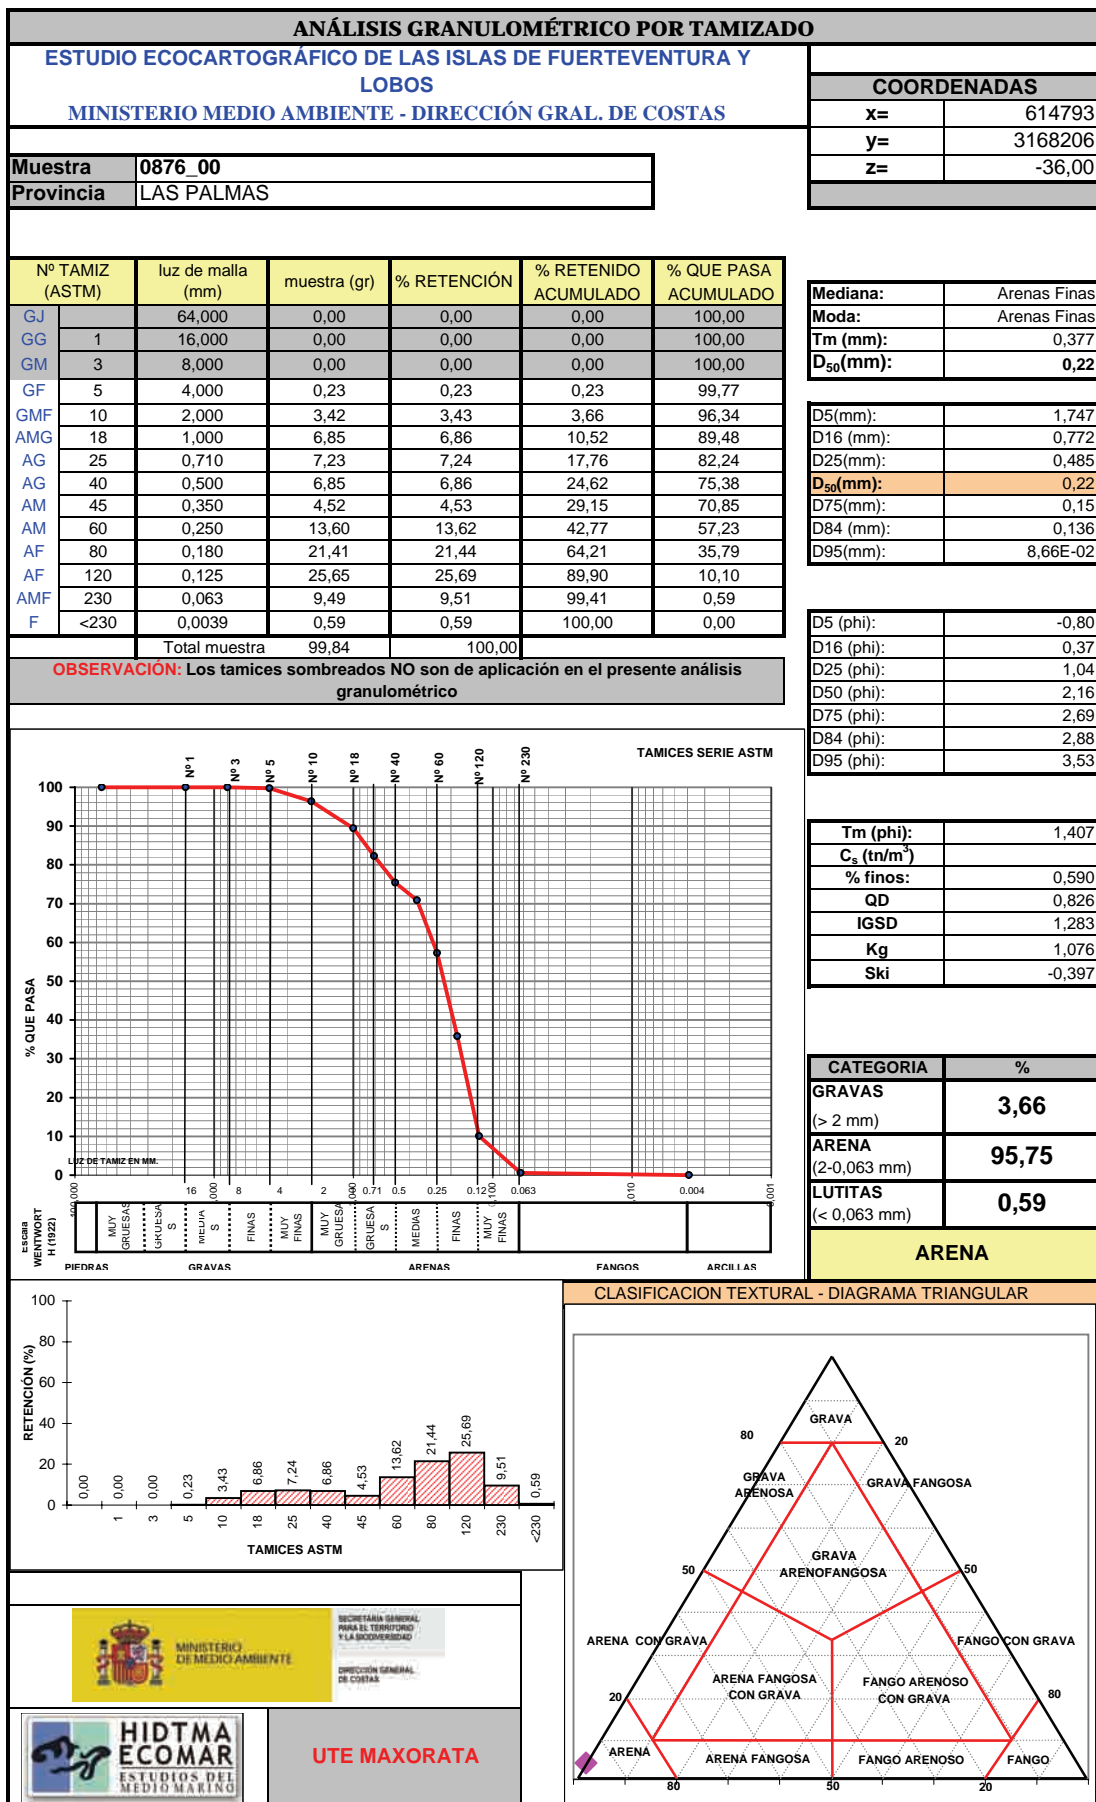 ANÁLISIS GRANULOMÉTRICO POR TAMIZADO
ESTUDIO ECOCARTOGRÁFICO DE LAS ISLAS DE FUERTEVENTURA Y
LOBOS
MINISTERIO MEDIO AMBIENTE - DIRECCIÓN GRAL. DE COSTAS
COORDENADAS
x= 614793
y= 3168206
z= -36,00
Muestra 0876_00
Provincia LAS PALMAS
Nº TAMIZ (ASTM) luz de malla (mm) muestra (gr) % RETENCIÓN % RETENIDO ACUMULADO % QUE PASA ACUMULADO
GJ 64,000 0,00 0,00 0,00 100,00
GG 1 16,000 0,00 0,00 0,00 100,00
GM 3 8,000 0,00 0,00 0,00 100,00
GF 5 4,000 0,23 0,23 0,23 99,77
GMF 10 2,000 3,42 3,43 3,66 96,34
AMG 18 1,000 6,85 6,86 10,52 89,48
AG 25 0,710 7,23 7,24 17,76 82,24
AG 40 0,500 6,85 6,86 24,62 75,38
AM 45 0,350 4,52 4,53 29,15 70,85
AM 60 0,250 13,60 13,62 42,77 57,23
AF 80 0,180 21,41 21,44 64,21 35,79
AF 120 0,125 25,65 25,69 89,90 10,10
AMF 230 0,063 9,49 9,51 99,41 0,59
F <230 0,0039 0,59 0,59 100,00 0,00
Total muestra 99,84 100,00
OBSERVACIÓN: Los tamices sombreados NO son de aplicación en el presente análisis
granulométrico
Mediana: Arenas Finas
Moda: Arenas Finas
Tm (mm): 0,377
D50(mm): 0,22
D5(mm): 1,747
D16 (mm): 0,772
D25(mm): 0,485
D50(mm): 0,22
D75(mm): 0,15
D84 (mm): 0,136
D95(mm): 8,66E-02
D5 (phi): -0,80
D16 (phi): 0,37
D25 (phi): 1,04
D50 (phi): 2,16
D75 (phi): 2,69
D84 (phi): 2,88
D95 (phi): 3,53
Tm (phi): 1,407
Cs (tn/m3)
% finos: 0,590
QD 0,826
IGSD 1,283
Kg 1,076
Ski -0,397
CATEGORIA %
GRAVAS
(> 2 mm) 3,66
ARENA
(2-0,063 mm) 95,75
LUTITAS
(< 0,063 mm) 0,59
ARENA
TAMICES SERIE ASTM
Nº 1 Nº 3 Nº 5 Nº 10 Nº 18 Nº 40 Nº 60 Nº 120 Nº 230
% QUE PASA
100
90
80
70
60
50
40
30
20
10
0
LUZ DE TAMIZ EN MM.
16 8 4 2 0.71 0.5 0.25 0.12 0.063 0.004
Escala
WENTWORT
H (1922)
MUY GRUESAS
GRUESA S
MEDIA S
FINAS
MUY FINAS
MUY GRUESA
GRUESA S
MEDIAS
FINAS
MUY FINAS
PIEDRAS GRAVAS ARENAS FANGOS ARCILLAS
RETENCIÓN (%)
100
80
60
40
20
0
0,00 0,00 0,00 0,23 3,43 6,86 7,24 6,86 4,53 13,62 21,44 25,69 9,51 0,59
1 3 5 10 18 25 40 45 60 80 120 230 <230
TAMICES ASTM
CLASIFICACION TEXTURAL - DIAGRAMA TRIANGULAR
GRAVA
80 20
GRAVA ARENOSA
GRAVA FANGOSA
GRAVA
ARENOFANGOSA
50 50
ARENA CON GRAVA
FANGO CON GRAVA
ARENA FANGOSA
CON GRAVA
FANGO ARENOSO
CON GRAVA
20 80
ARENA
ARENA FANGOSA
FANGO ARENOSO
FANGO
80 50 20
MINISTERIO
DE MEDIO AMBIENTE
SECRETARÍA GENERAL
PARA EL TERRITORIO
Y LA BIODIVERSIDAD
DIRECCIÓN GENERAL
DE COSTAS
HIDTMA
ECOMAR
ESTUDIOS DEL
MEDIO MARINO
UTE MAXORATA